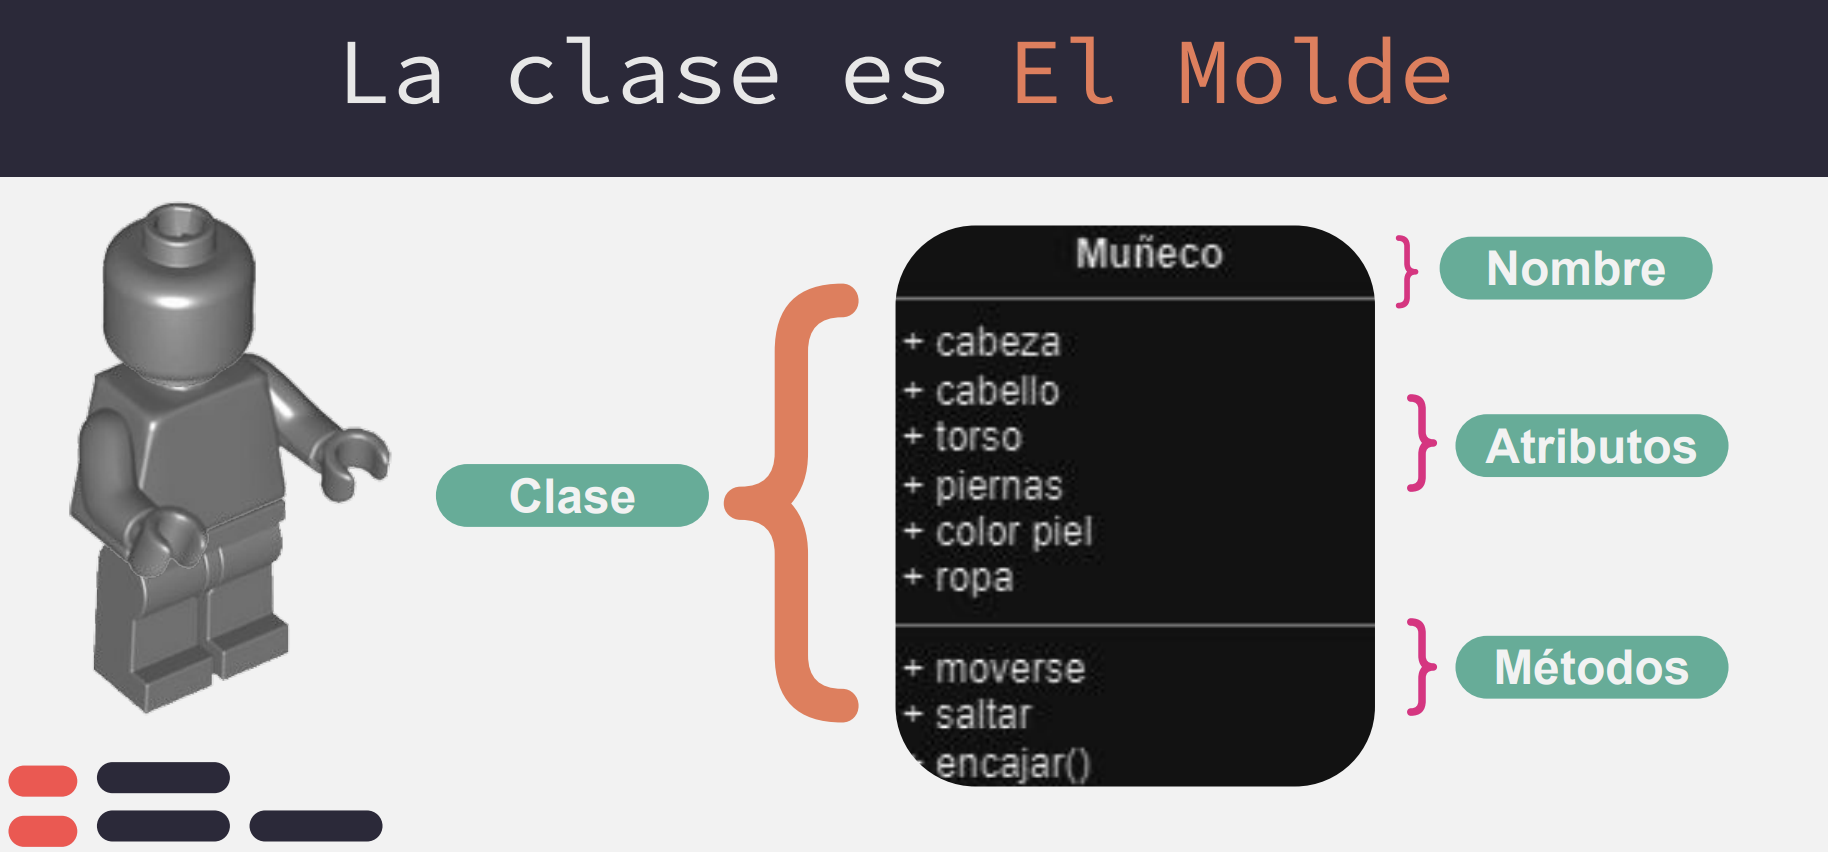 La clase es El Molde
Clase
Muñeco
+ cabeza
+ cabello
+ torso
+ piernas
+ color piel
+ ropa
+ moverse
+ saltar
+ encajar()
Nombre
Atributos
Métodos